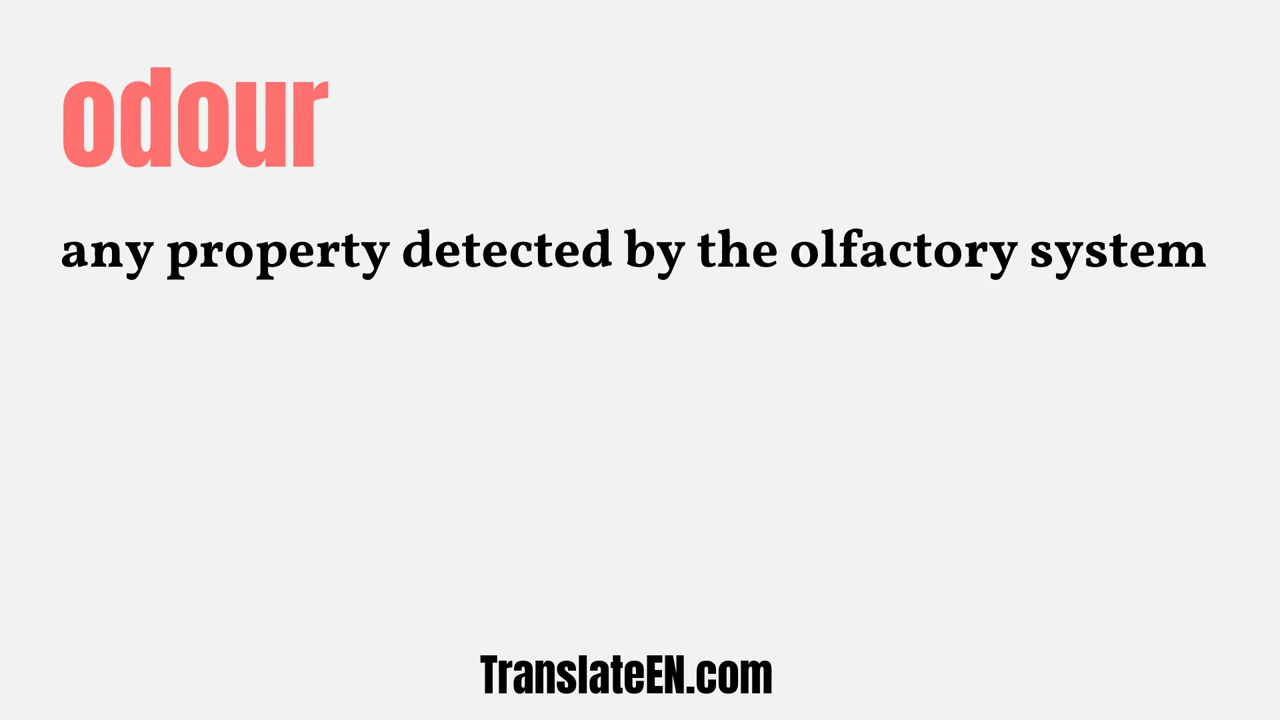 odour
any property detected by the olfactory system
TranslateEN.com